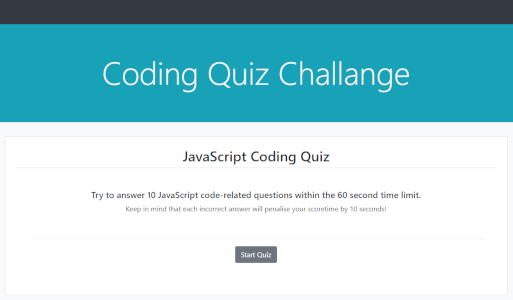 Coding Quiz Challange
JavaScript Coding Quiz
Try to answer 10 JavaScript code-related questions within the 60 second time limit.
Keep in mind that each incorrect answer will penalise your scoretime by 10 seconds!
Start Quiz